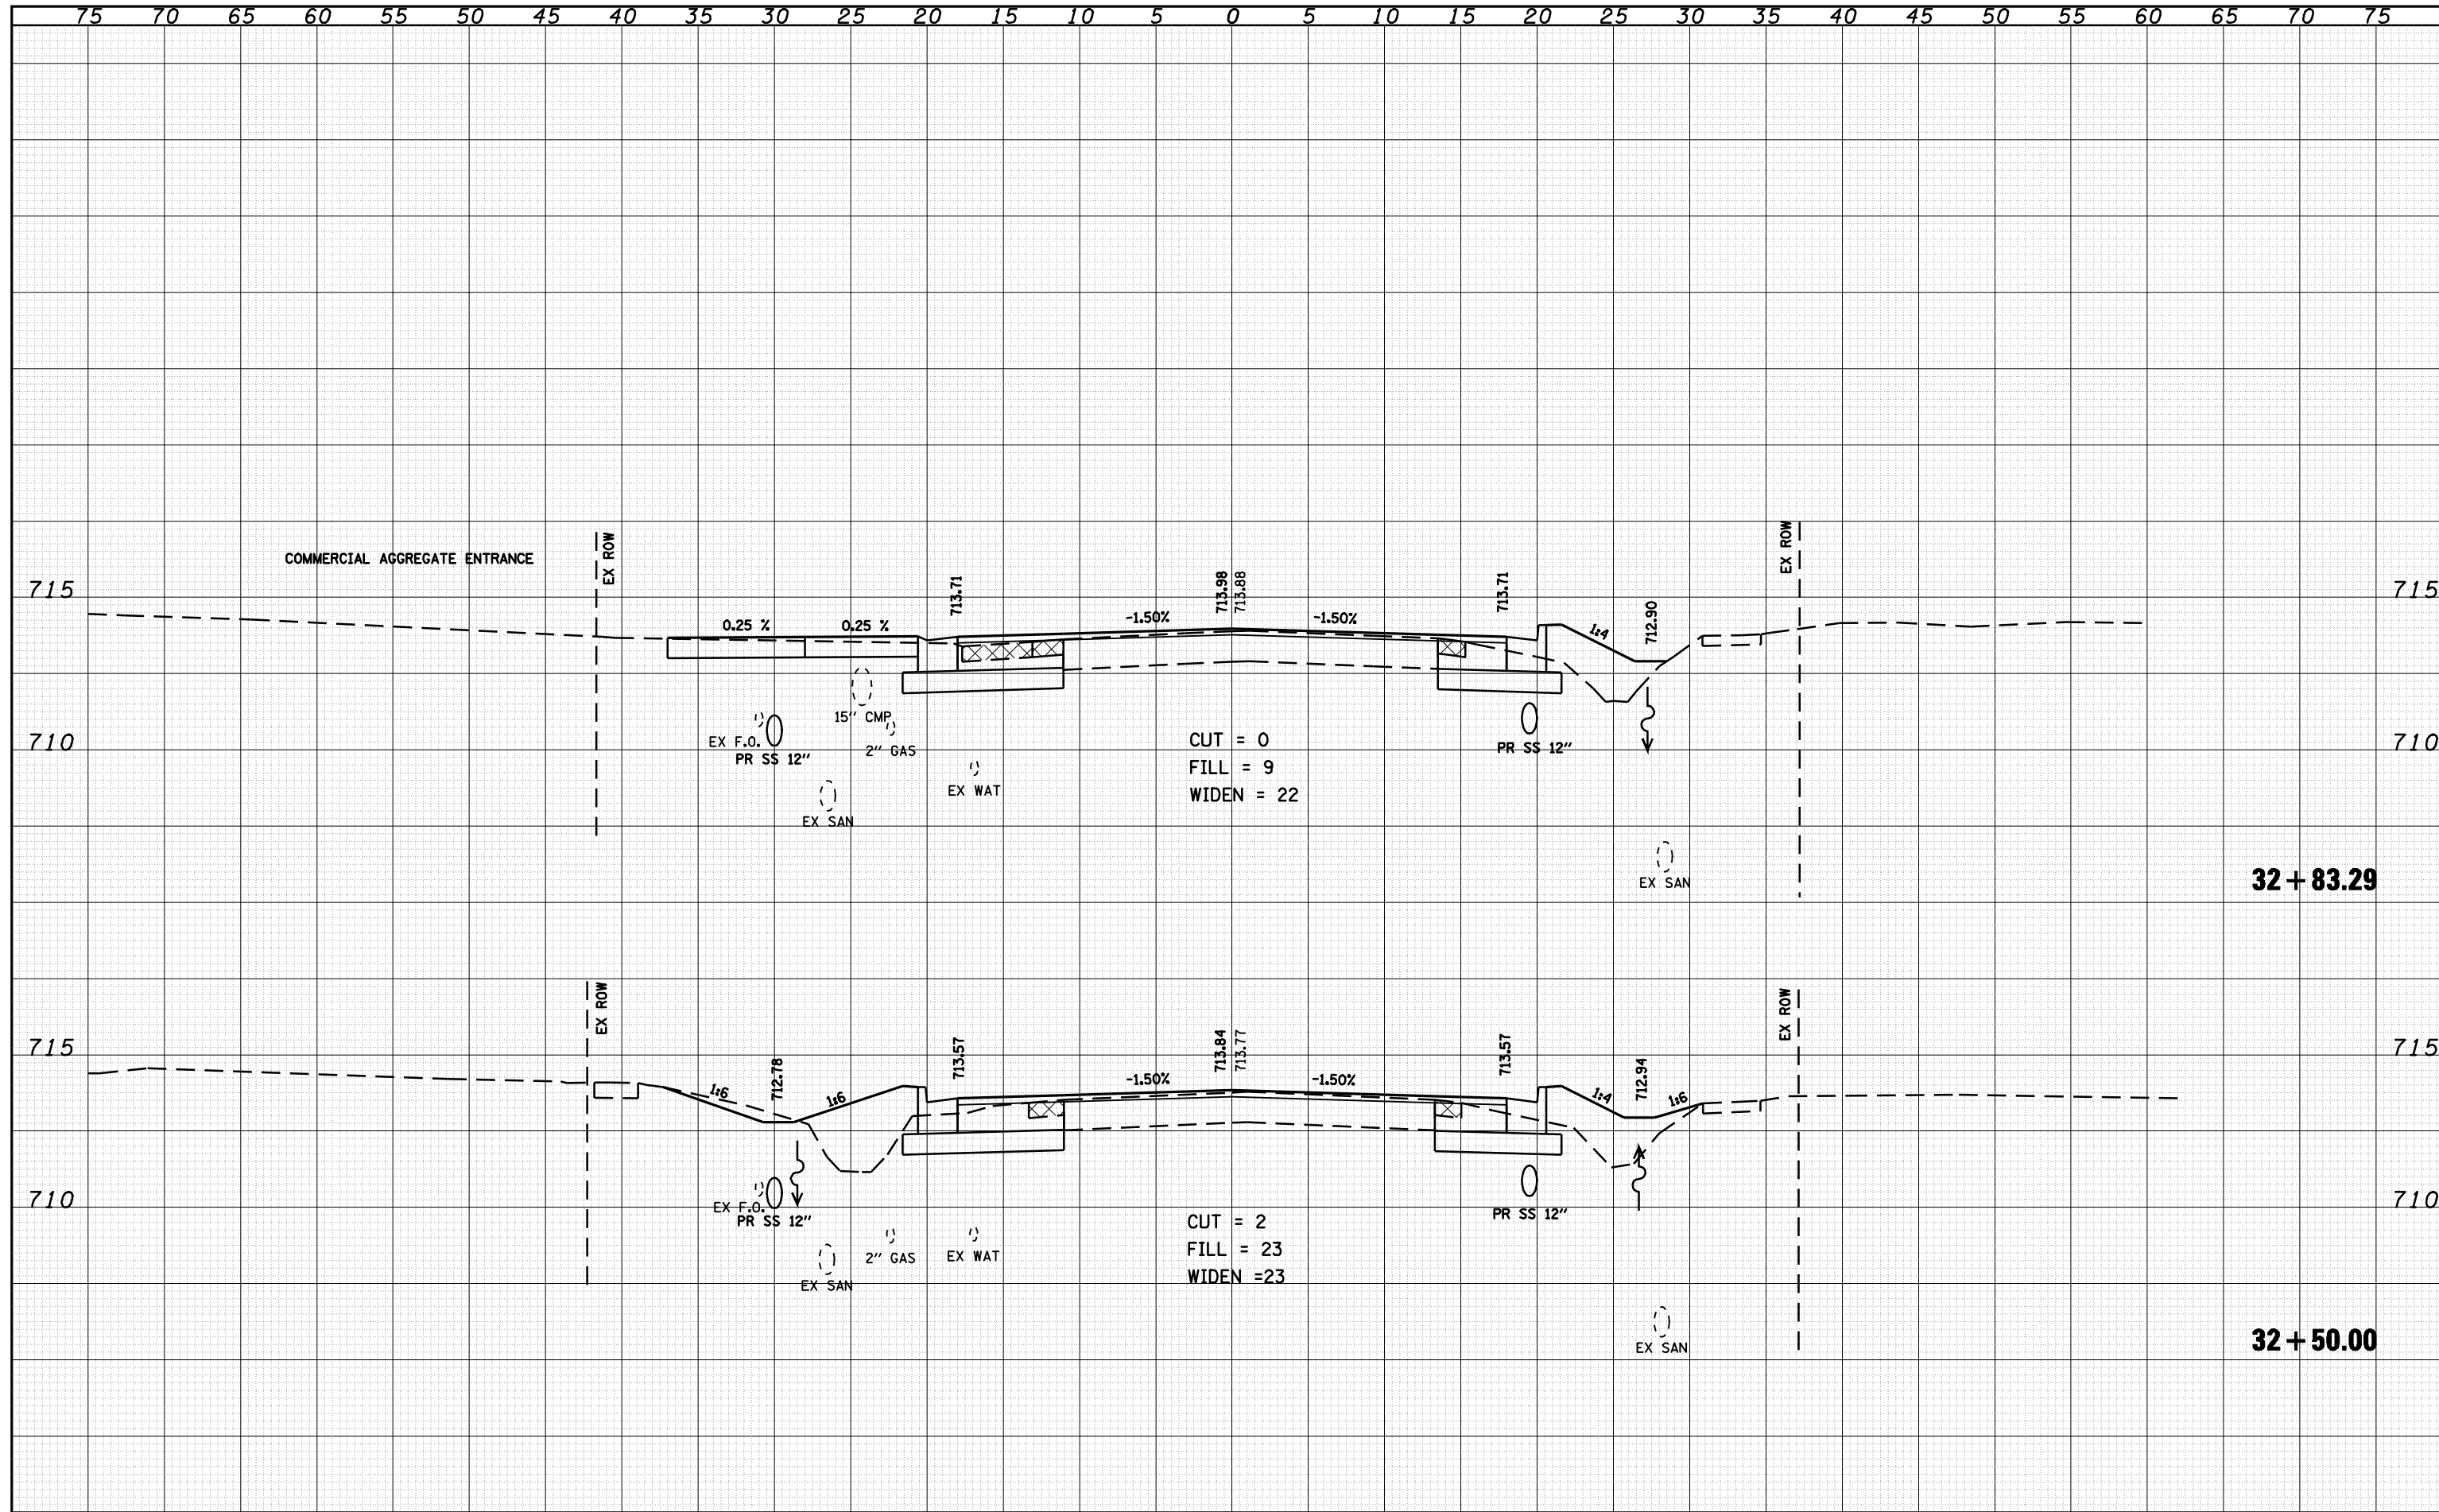 75 70 65 60 55 50 45 40 35 30 25 20 15 10 5 0 5 10 15 20 25 30 35 40 45 50 55 60 65 70 75
COMMERCIAL AGGREGATE ENTRANCE
EX ROW
EX ROW
715
715
713.71
713.98
713.88
713.71
712.90
0.25 %
0.25 %
-1.50%
-1.50%
1:4
15" CMP
EX F.O.
PR SS 12"
2" GAS
710
710
CUT = 0
FILL = 9
WIDEN = 22
PR SS 12"
EX WAT
EX SAN
EX SAN
32 + 83.29
EX ROW
EX ROW
715
715
712.78
713.57
713.84
713.77
713.57
712.94
1:6
1:6
-1.50%
-1.50%
1:4
1:6
EX F.O.
PR SS 12"
710
710
CUT = 2
FILL = 23
WIDEN =23
PR SS 12"
2" GAS
EX WAT
EX SAN
EX SAN
32 + 50.00